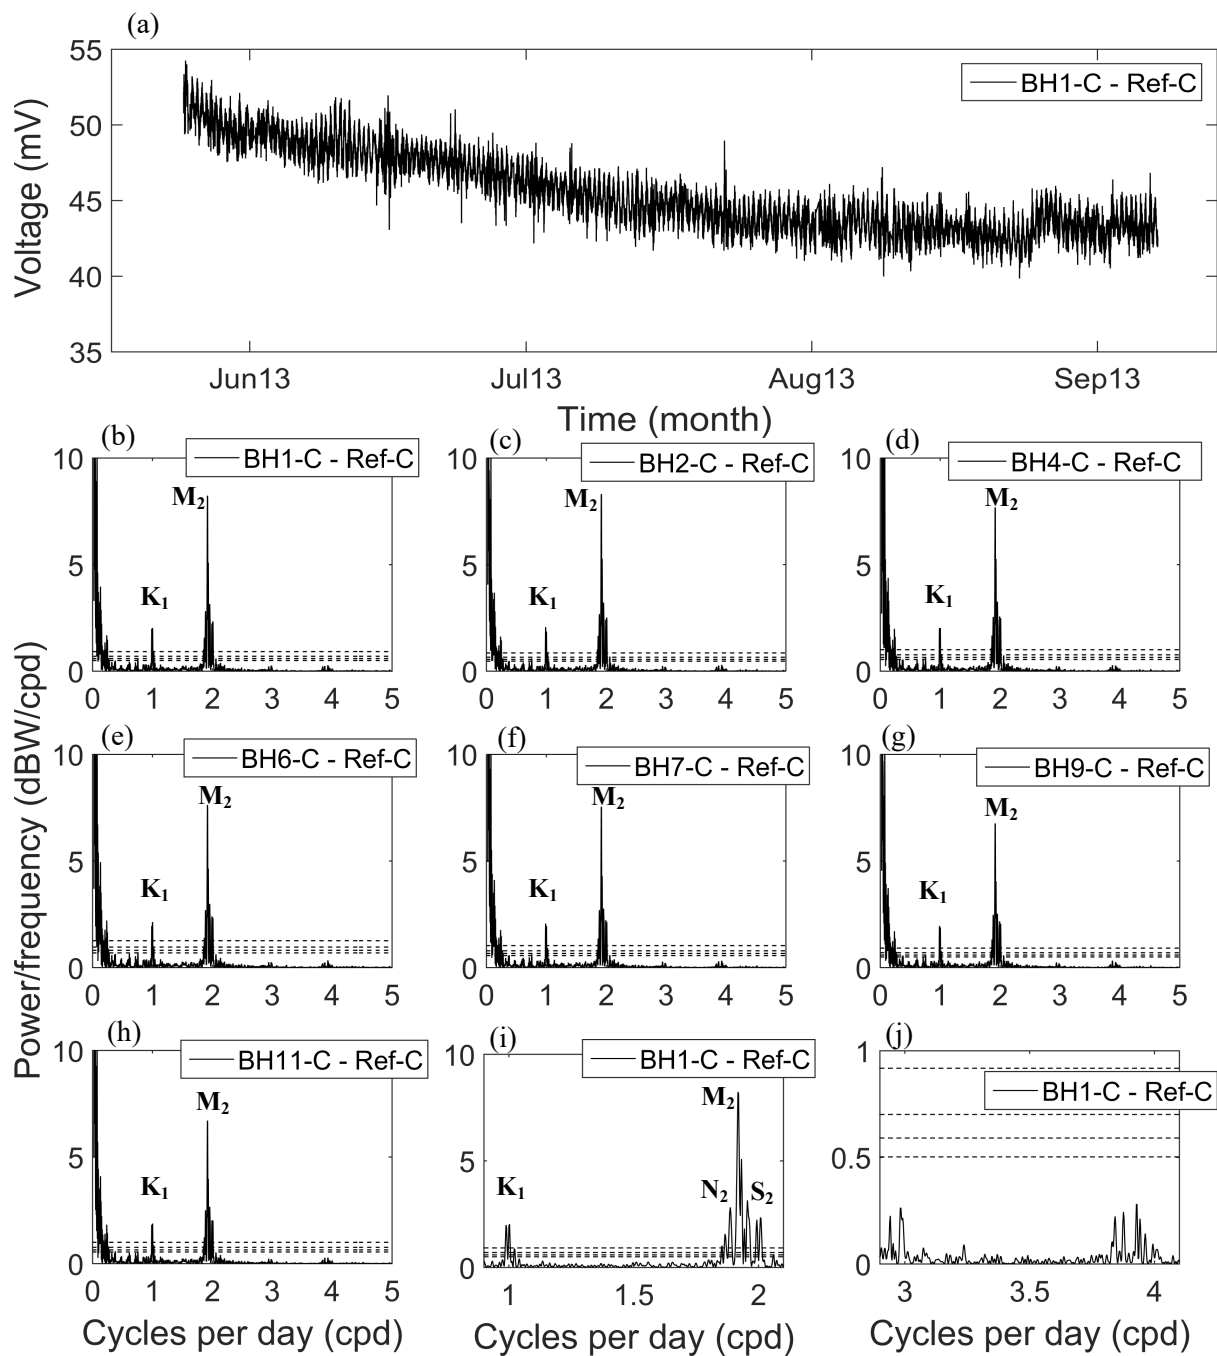 (a)
55
50
45
40
35
Voltage (mV)
BH1-C - Ref-C
Jun13 Jul13 Aug13 Sep13
Time (month)
Power/frequency (dBW/cpd)
(b)
BH1-C - Ref-C
M₂
K₁
10
5
0
0 1 2 3 4 5
(c)
BH2-C - Ref-C
M₂
K₁
10
5
0
0 1 2 3 4 5
(d)
BH4-C - Ref-C
M₂
K₁
10
5
0
0 1 2 3 4 5
(e)
BH6-C - Ref-C
M₂
K₁
10
5
0
0 1 2 3 4 5
(f)
BH7-C - Ref-C
M₂
K₁
10
5
0
0 1 2 3 4 5
(g)
BH9-C - Ref-C
M₂
K₁
10
5
0
0 1 2 3 4 5
(h)
BH11-C - Ref-C
M₂
K₁
10
5
0
0 1 2 3 4 5
Cycles per day (cpd)
(i)
BH1-C - Ref-C
M₂
N₂ S₂
K₁
10
5
0
1 1.5 2
Cycles per day (cpd)
(j)
BH1-C - Ref-C
1
0.5
0
3 3.5 4
Cycles per day (cpd)